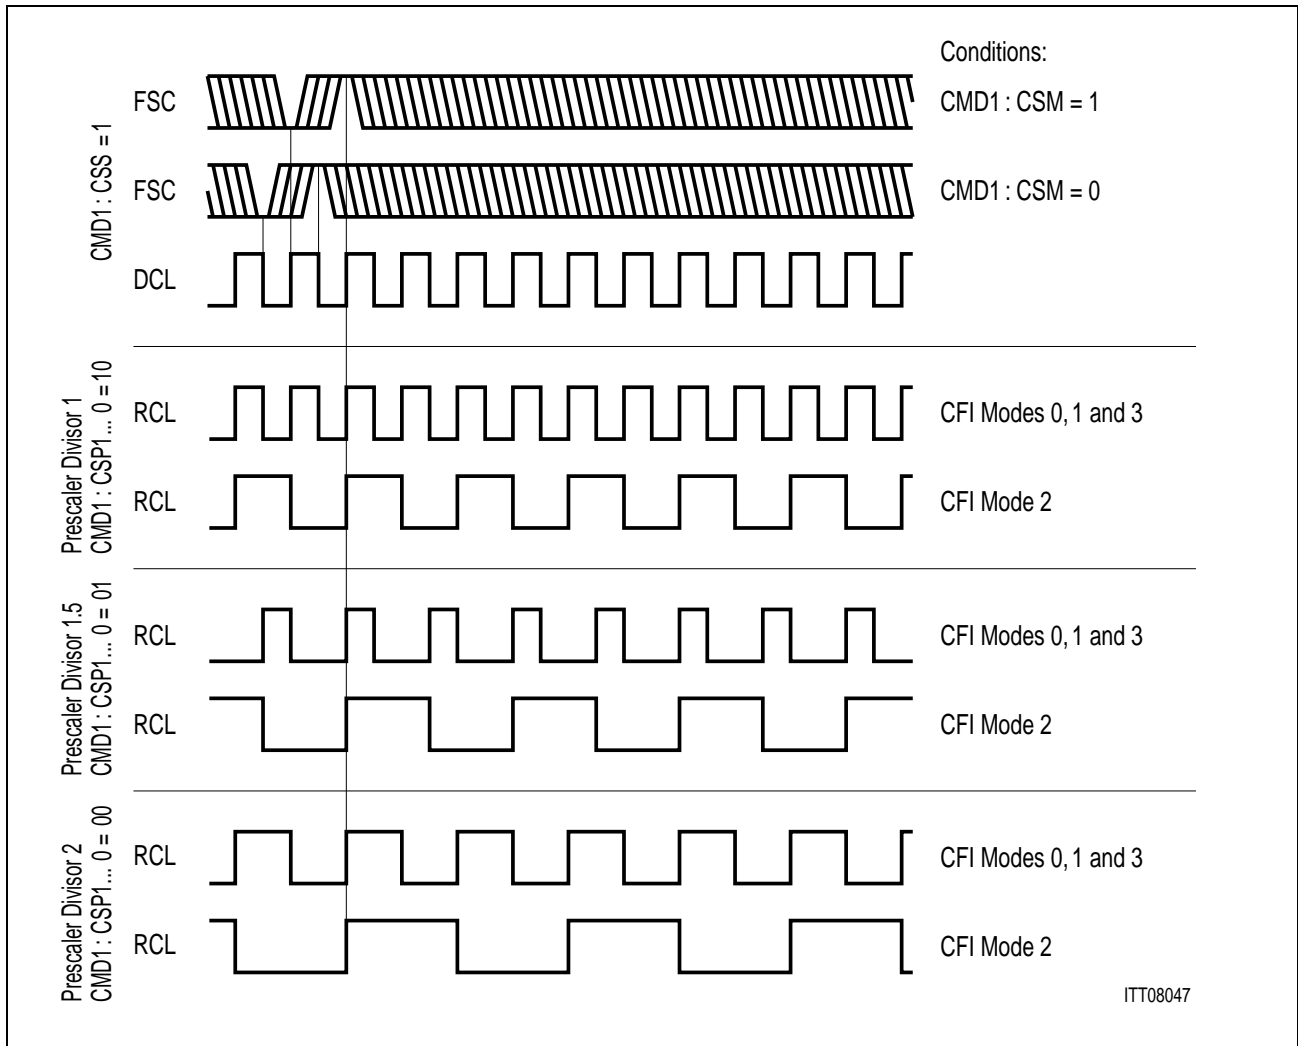 Conditions:
CMD1 : CSS = 1
FSC
CMD1 : CSM = 1
FSC
CMD1 : CSM = 0
DCL
Prescaler Divisor 1
CMD1 : CSP1... 0 = 10
RCL
CFI Modes 0, 1 and 3
RCL
CFI Mode 2
Prescaler Divisor 1.5
CMD1 : CSP1... 0 = 01
RCL
CFI Modes 0, 1 and 3
RCL
CFI Mode 2
Prescaler Divisor 2
CMD1 : CSP1... 0 = 00
RCL
CFI Modes 0, 1 and 3
RCL
CFI Mode 2
ITT08047